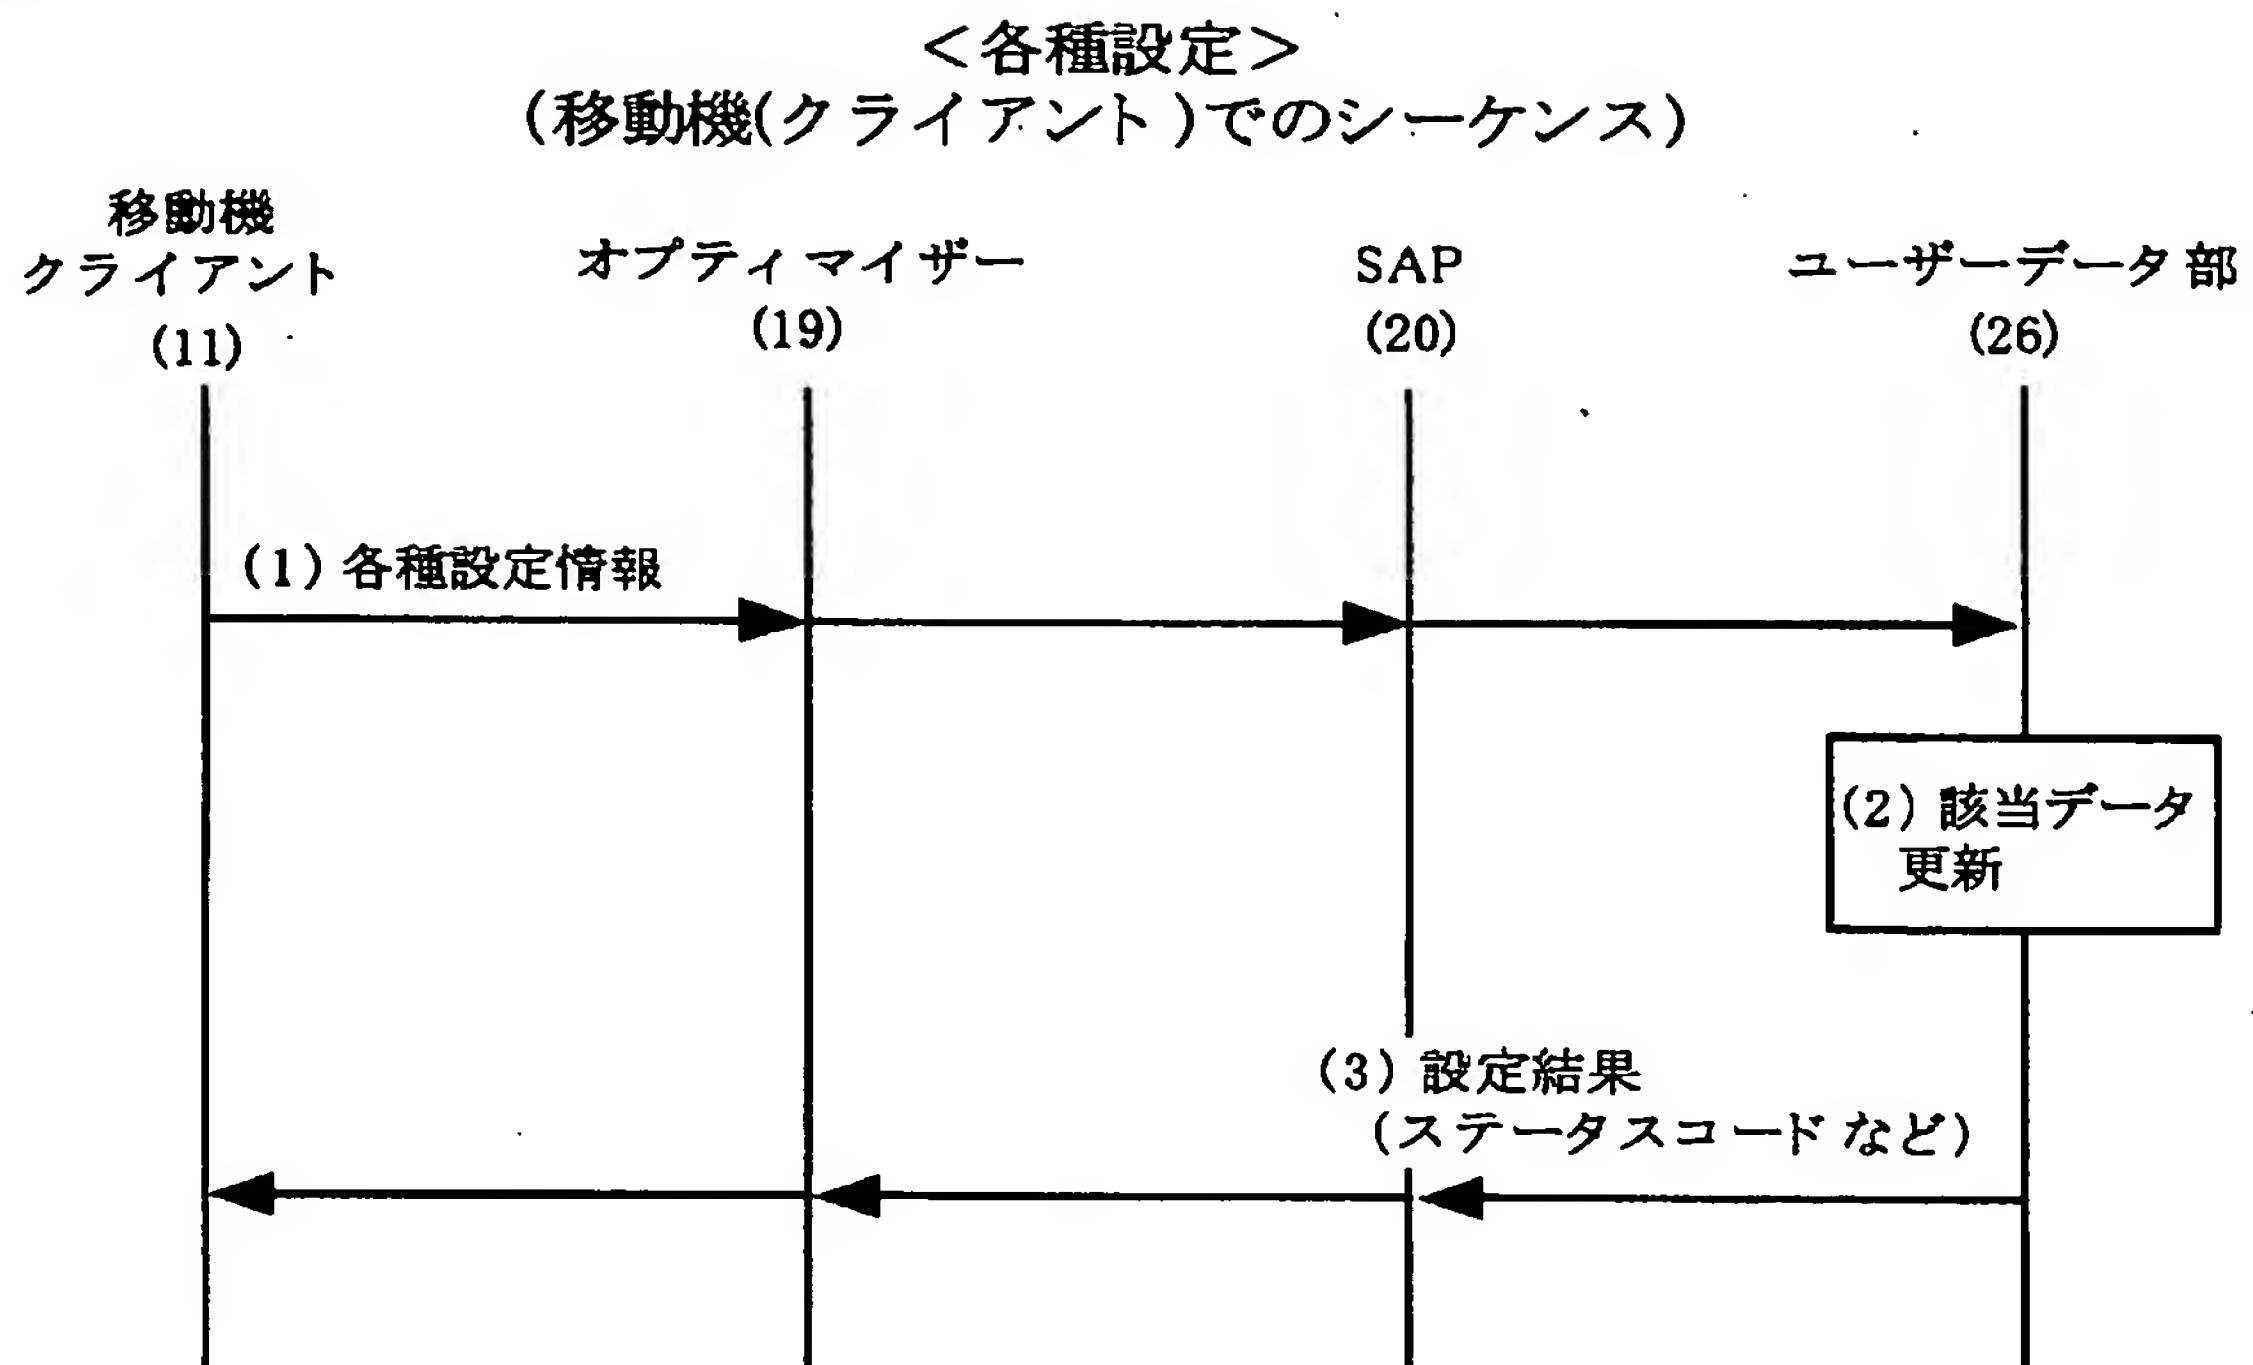 ＜各種設定＞
(移動機(クライアント)でのシーケンス)
移動機
クライアント
(11)
オプティマイザー
(19)
SAP
(20)
ユーザーデータ部
(26)
(1) 各種設定情報
(2) 該当データ
更新
(3) 設定結果
(ステータスコードなど)